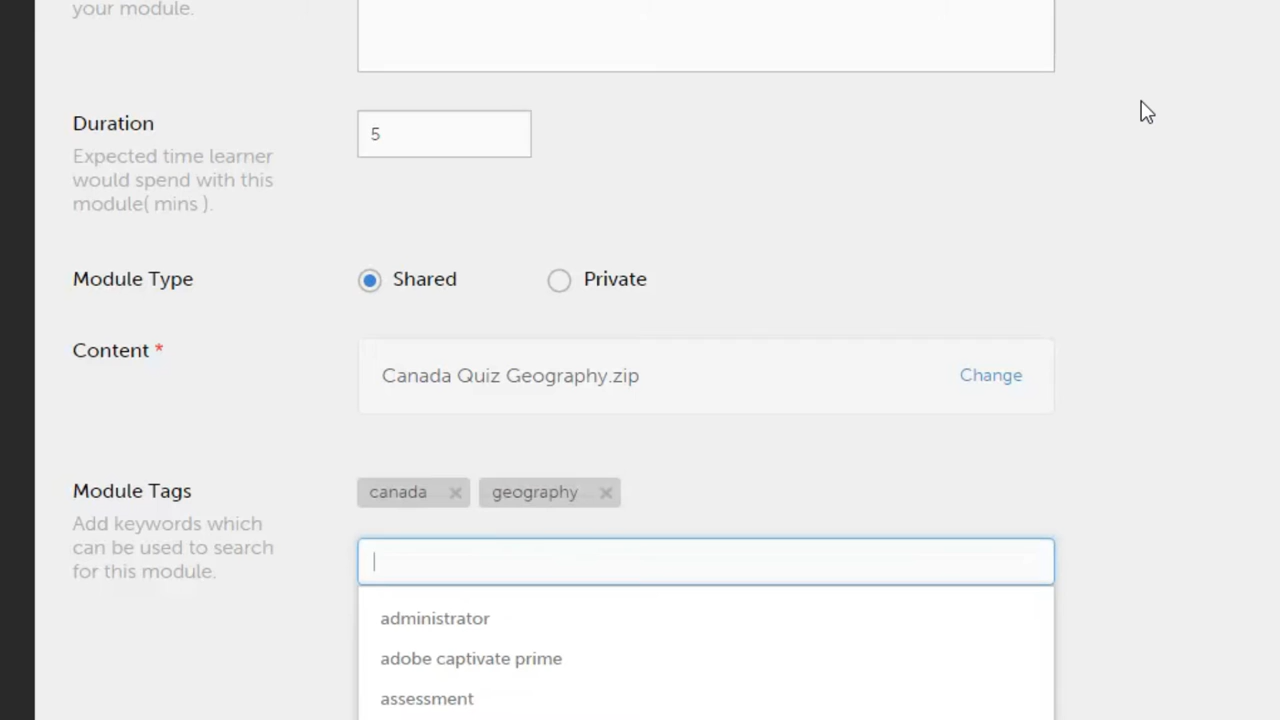 your module.
Duration
5
Expected time learner
would spend with this
module( mins ).
Module Type
Shared
Private
Content *
Canada Quiz Geography.zip
Change
Module Tags
canada ×
geography ×
Add keywords which
can be used to search
for this module.
administrator
adobe captivate prime
assessment